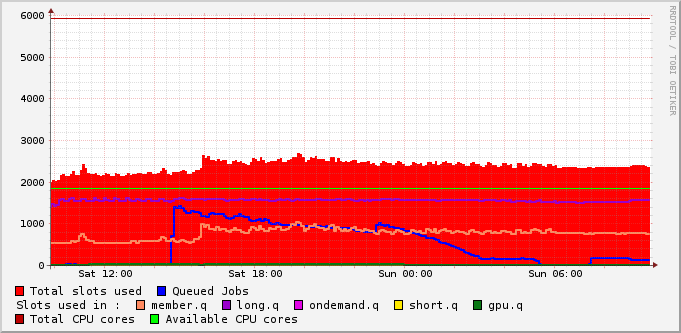 RRDTOOL / TOBI OETIKER
6000
5000
4000
3000
2000
1000
0
Sat 12:00 Sat 18:00 Sun 00:00 Sun 06:00
Total slots used Queued Jobs
Slots used in : member.q long.q ondemand.q short.q gpu.q
Total CPU cores Available CPU cores